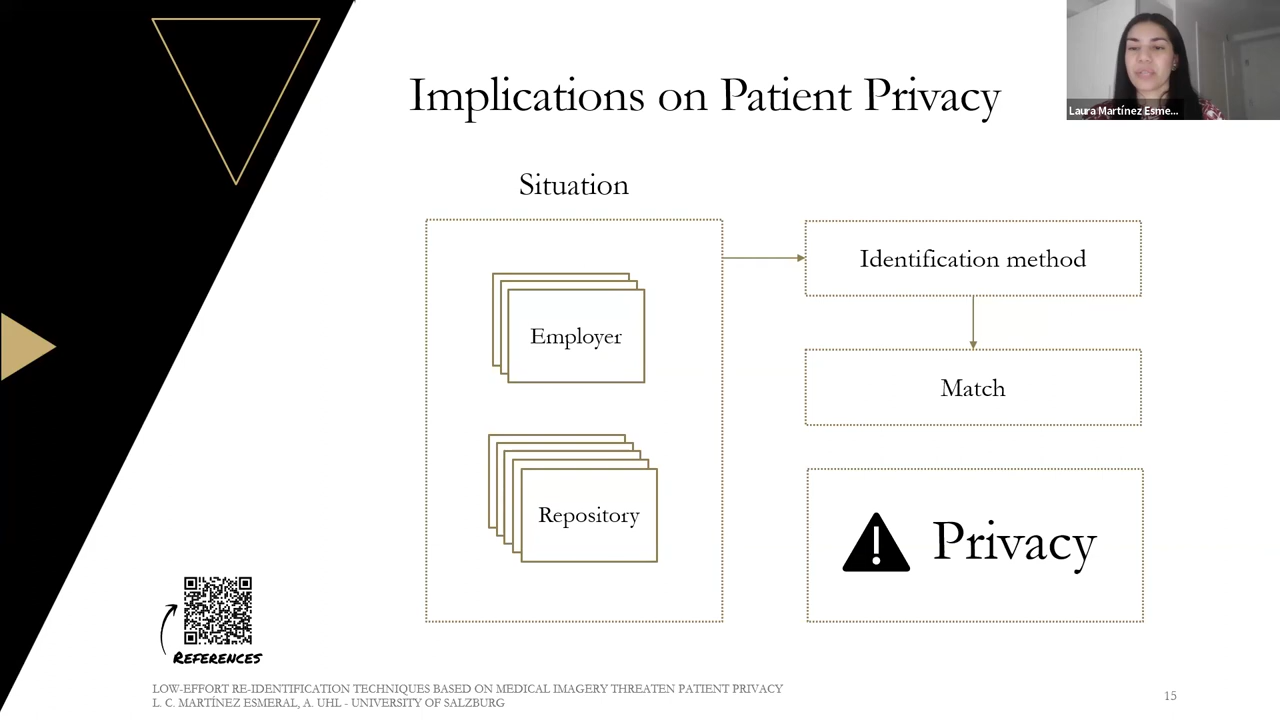 Implications on Patient Privacy
Laura Martínez Esme...
Situation
Employer
Repository
Identification method
Match
Privacy
REFERENCES
LOW-EFFORT RE-IDENTIFICATION TECHNIQUES BASED ON MEDICAL IMAGERY THREATEN PATIENT PRIVACY
L. C. MARTÍNEZ ESMERAL, A. UHL - UNIVERSITY OF SALZBURG
15